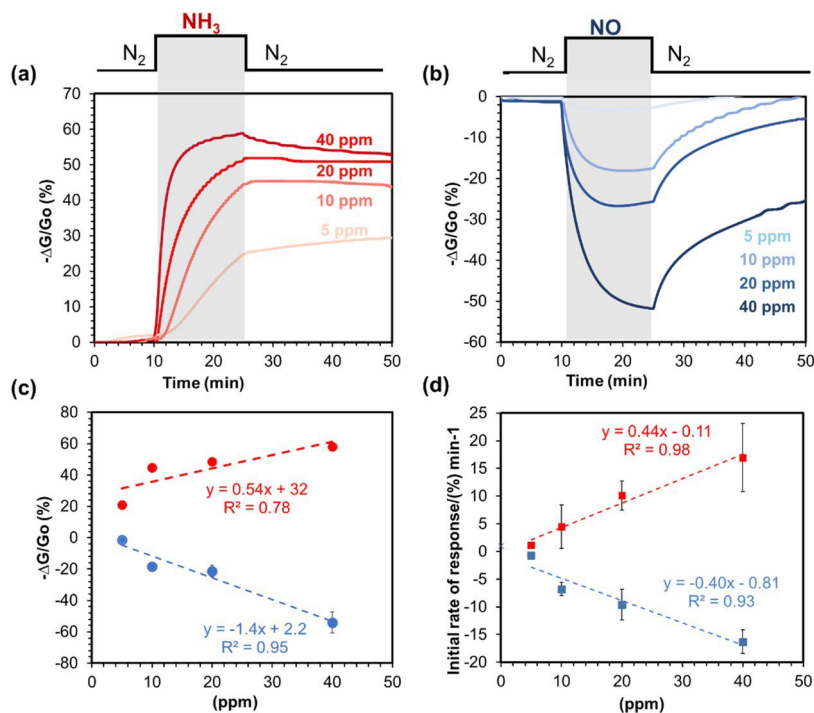 NH₃
N₂
N₂
NO
N₂
N₂
(a)
70
60
50
40
30
20
10
0
-ΔG/Go (%)
40 ppm
20 ppm
10 ppm
5 ppm
0 10 20 30 40 50
Time (min)
(b)
0
-10
-20
-30
-40
-50
-60
-ΔG/Go (%)
5 ppm
10 ppm
20 ppm
40 ppm
0 10 20 30 40 50
Time (min)
(c)
80
60
40
20
0
-20
-40
-60
-80
-ΔG/Go (%)
y = 0.54x + 32
R² = 0.78
y = -1.4x + 2.2
R² = 0.95
0 10 20 30 40 50
(ppm)
(d)
25
20
15
10
5
0
-5
-10
-15
-20
Initial rate of response/(%) min-1
y = 0.44x - 0.11
R² = 0.98
y =-0.40x - 0.81
R² = 0.93
0 10 20 30 40 50
(ppm)